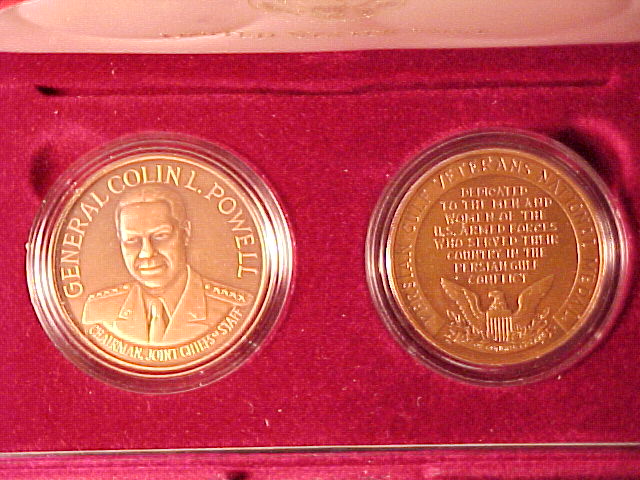 GENERAL COLIN L. POWELL
CHAIRMAN, JOINT CHIEFS OF STAFF
PERSIAN GULF VETERANS NATIONAL MEDAL
DEDICATED
TO THE MEN AND
WOMEN OF THE
U.S. ARMED FORCES
WHO SERVED THEIR
COUNTRY IN THE
PERSIAN GULF
CONFLICT